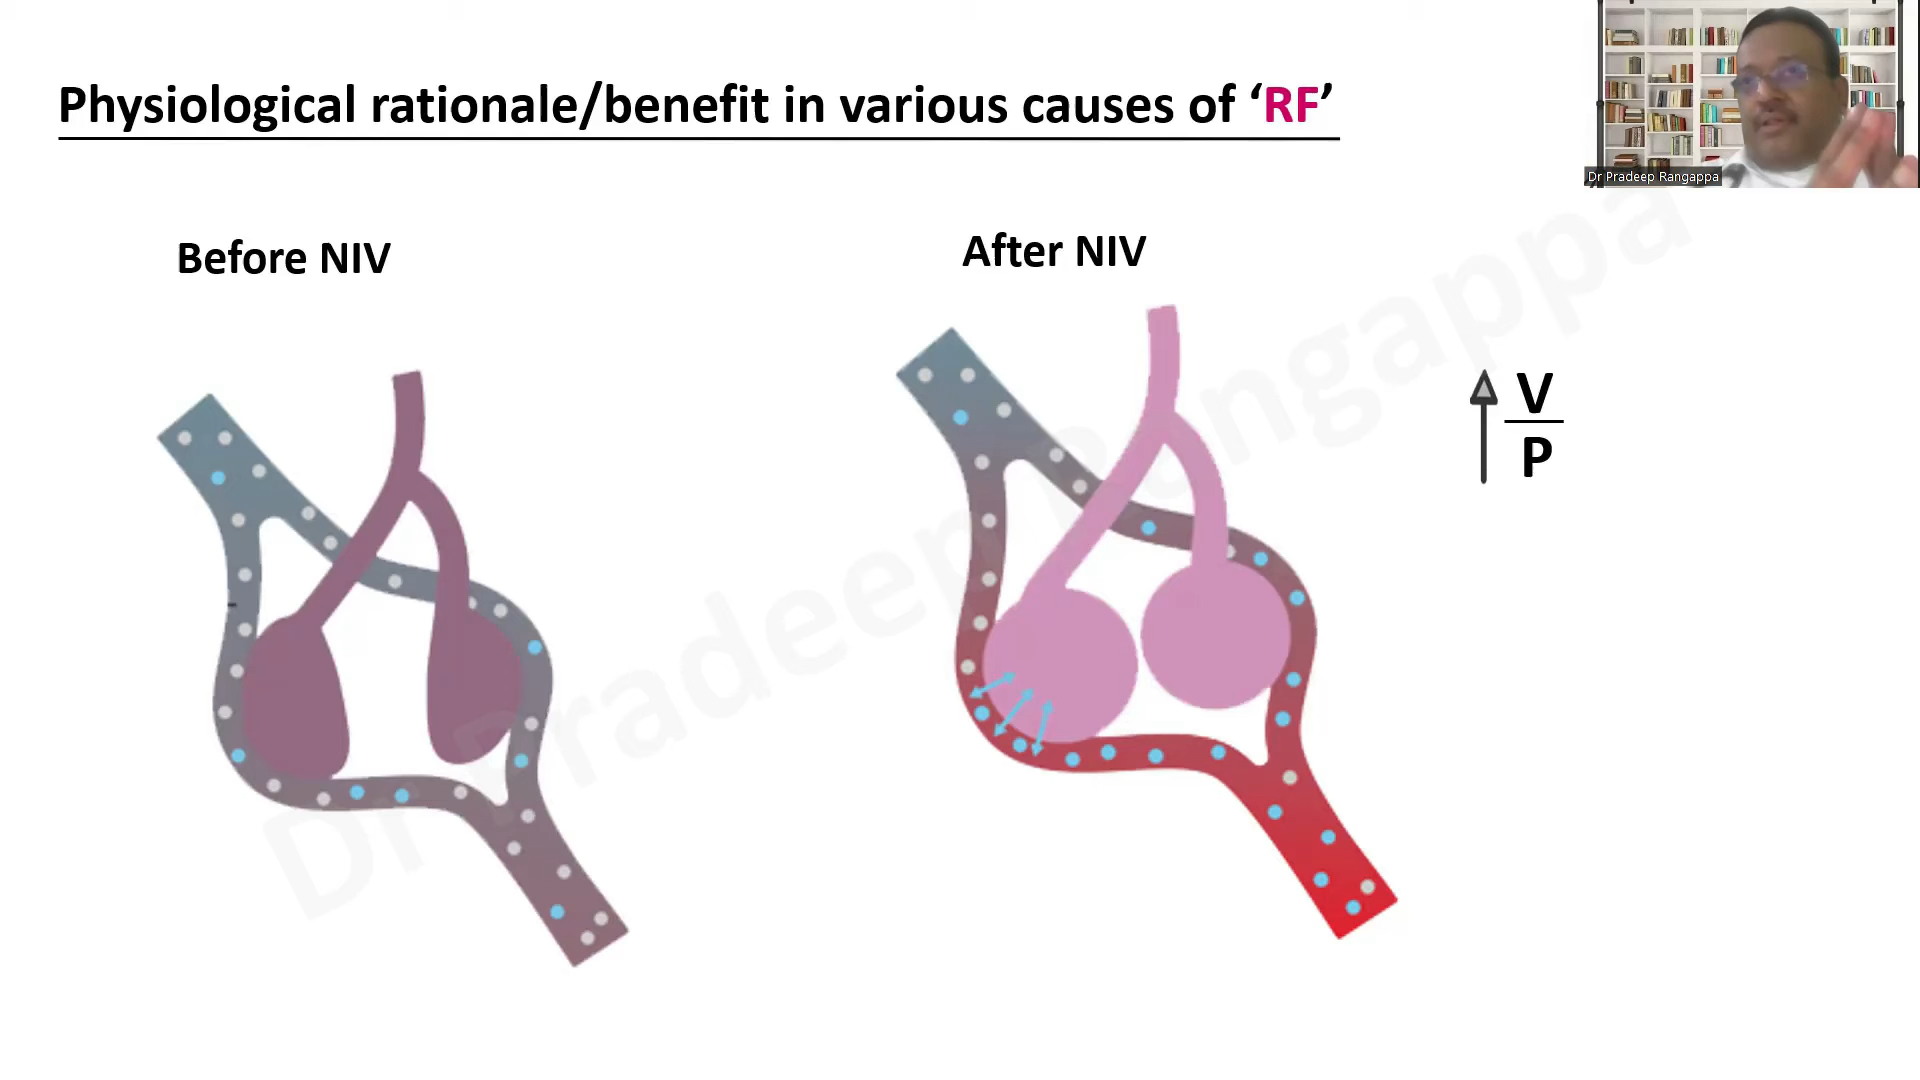 Physiological rationale/benefit in various causes of ‘RF’
Dr Pradeep Rangappa
Before NIV
After NIV
V
P
Dr Pradeep Rangappa